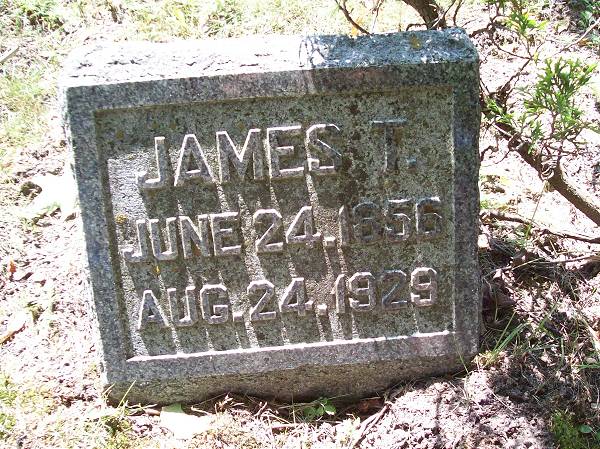 JAMES T.
JUNE 24. 1856
AUG. 24. 1929